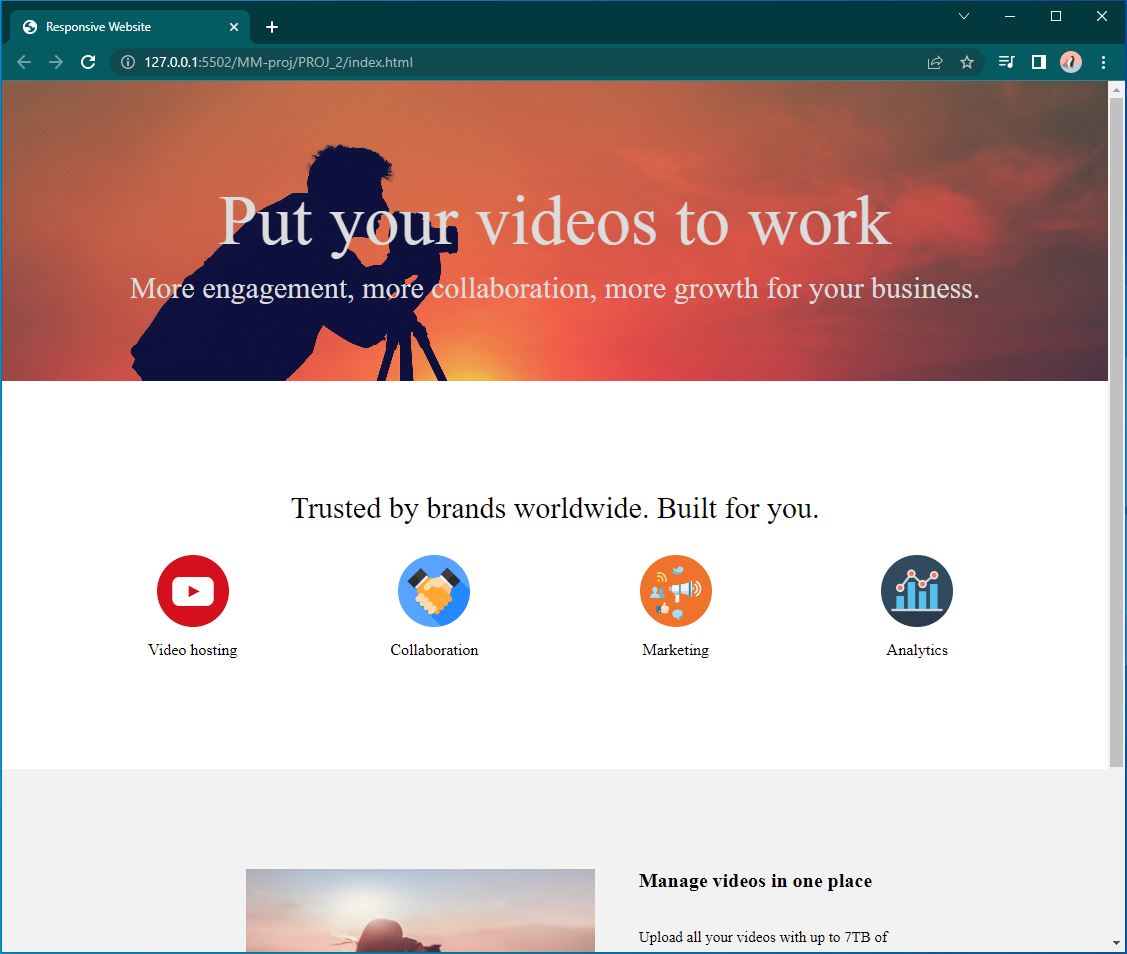 Responsive Website
127.0.0.1:5502/MM-proj/PROJ_2/index.html
Put your videos to work
More engagement, more collaboration, more growth for your business.
Trusted by brands worldwide. Built for you.
Video hosting
Collaboration
Marketing
Analytics
Manage videos in one place
Upload all your videos with up to 7TB of